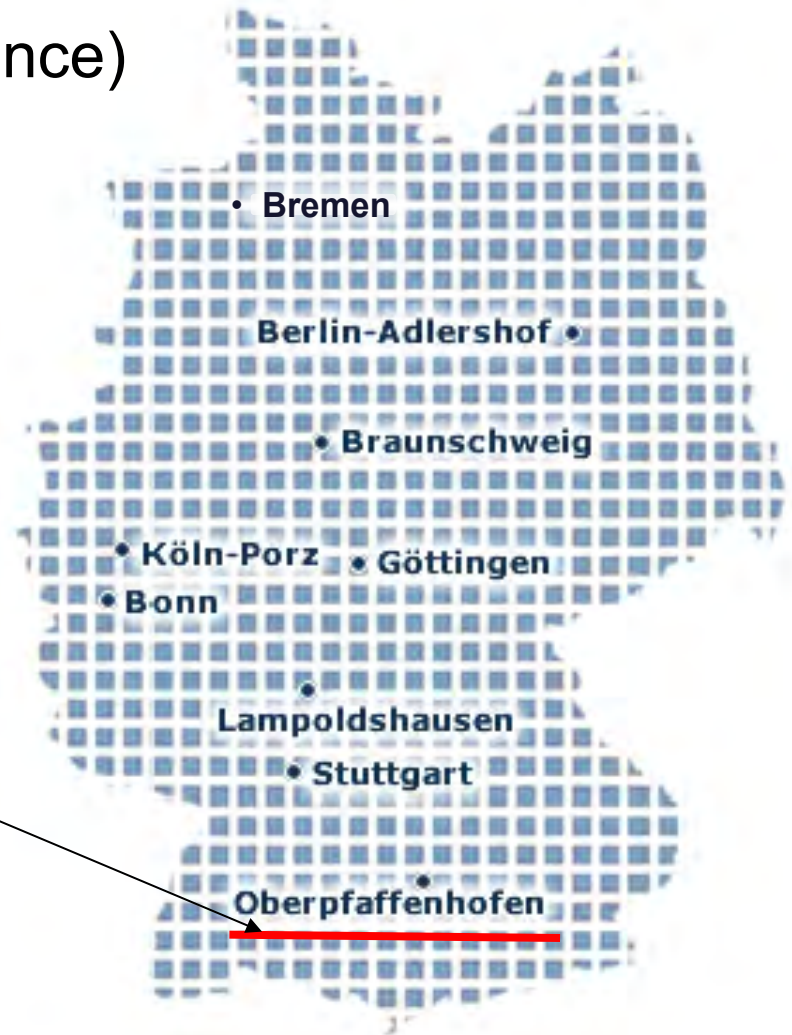 nce)
Bremen
Berlin-Adlershof
Braunschweig
Köln-Porz
Göttingen
Bonn
Lampoldshausen
Stuttgart
Oberpfaffenhofen